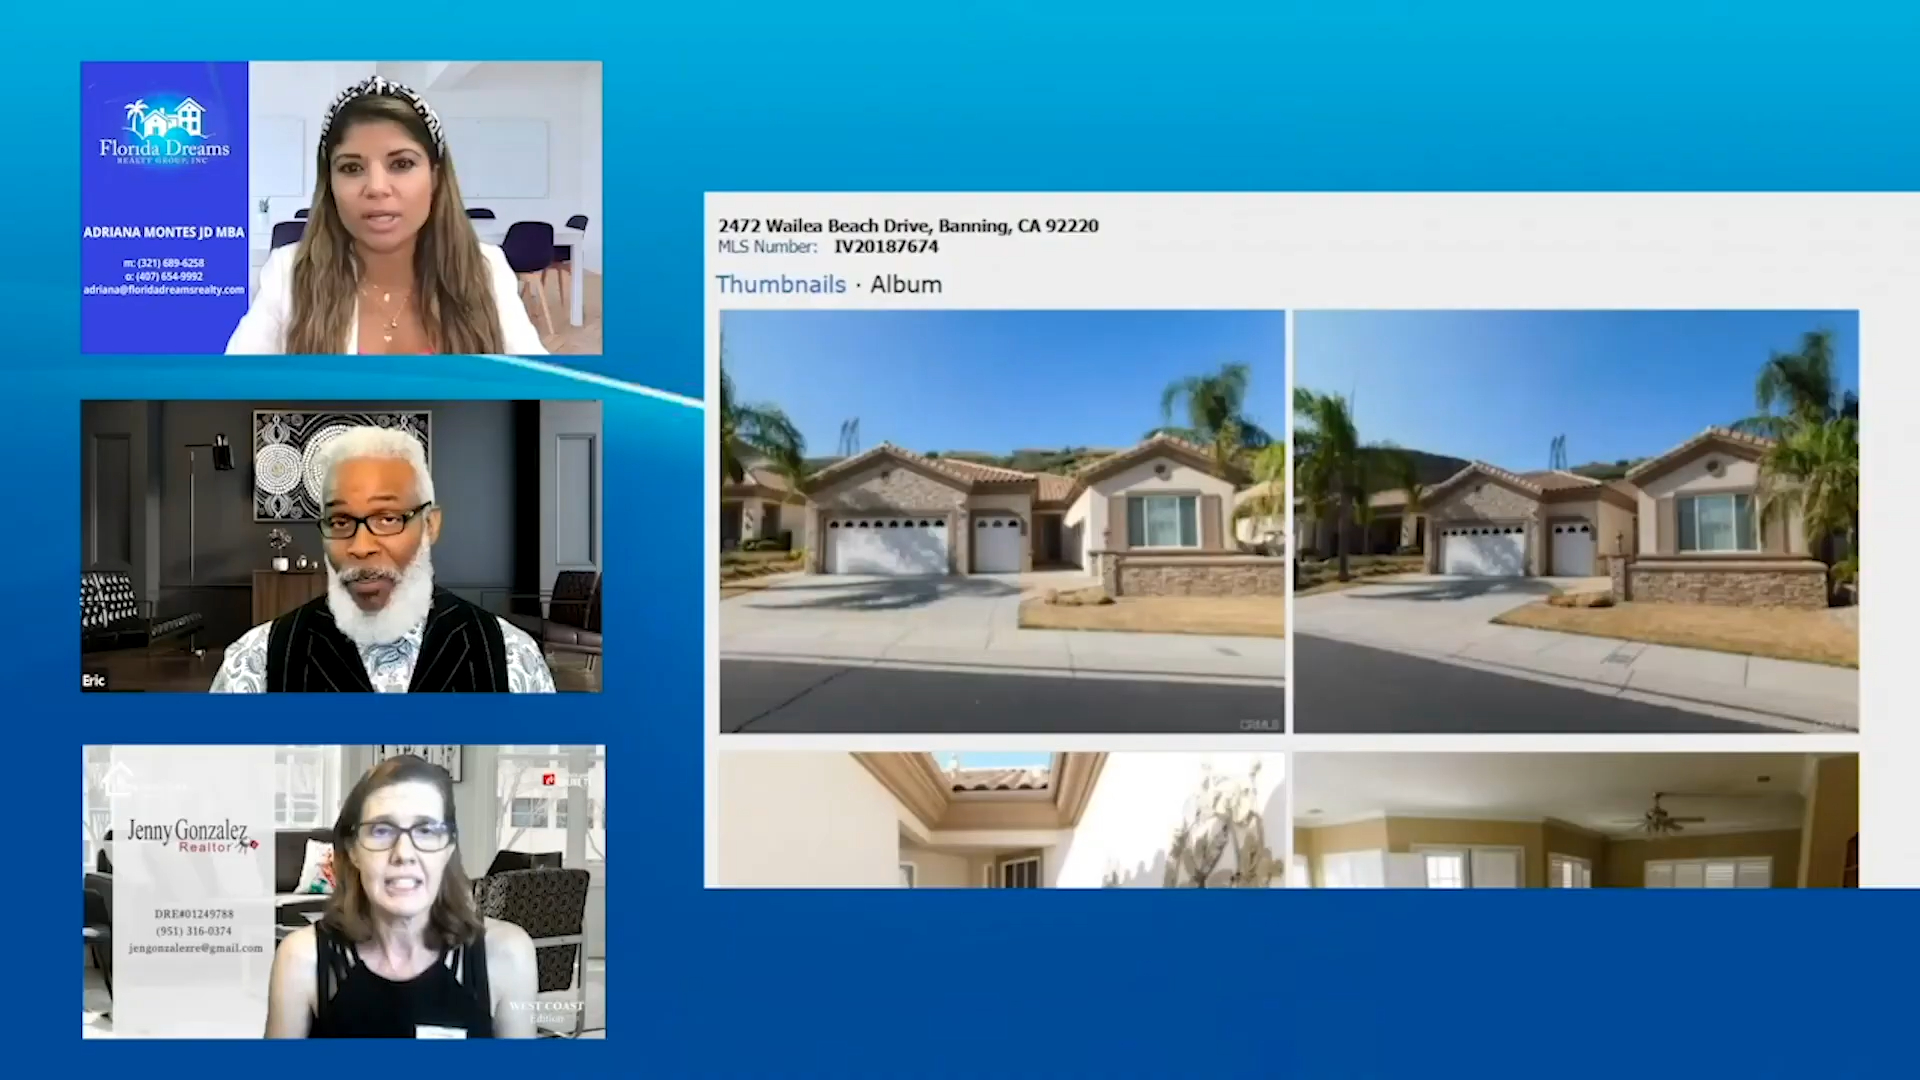 Florida Dreams
REALTY GROUP, INC
ADRIANA MONTES JD MBA
m: (321) 689-6258
o: (407) 654-9992
adriana@floridadreamsrealty.com
Eric
Jenny Gonzalez
Realtor
DRE#01249788
(951) 316-0374
jengonzalezre@gmail.com
WEST COAST
Edition
2472 Wailea Beach Drive, Banning, CA 92220
MLS Number: IV20187674
Thumbnails · Album
CRMLS